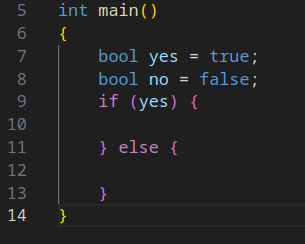 5 int main()
6 {
7     bool yes = true;
8     bool no = false;
9     if (yes) {
10
11     } else {
12
13     }
14 }